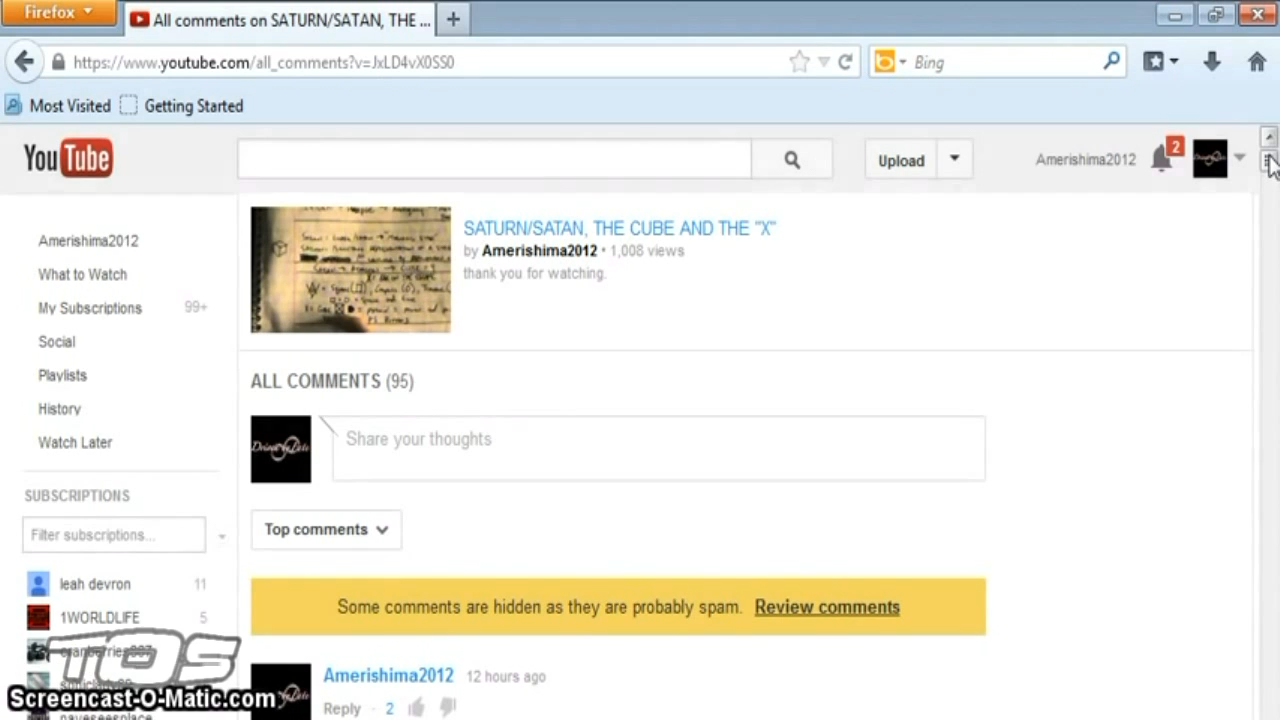 Firefox
All comments on SATURN/SATAN, THE ...
https://www.youtube.com/all_comments?v=JxLD4vX0SS0
Bing
Most Visited
Getting Started
YouTube
Upload
Amerishima2012
2
Amerishima2012
What to Watch
My Subscriptions 99+
Social
Playlists
History
Watch Later
SUBSCRIPTIONS
Filter subscriptions...
leah devron 11
1WORLDLIFE 5
TOS
Screencast-O-Matic.com
SATURN/SATAN, THE CUBE AND THE "X"
by Amerishima2012 • 1,008 views
thank you for watching.
ALL COMMENTS (95)
Share your thoughts
Top comments
Some comments are hidden as they are probably spam. Review comments
Amerishima2012 12 hours ago
Reply · 2